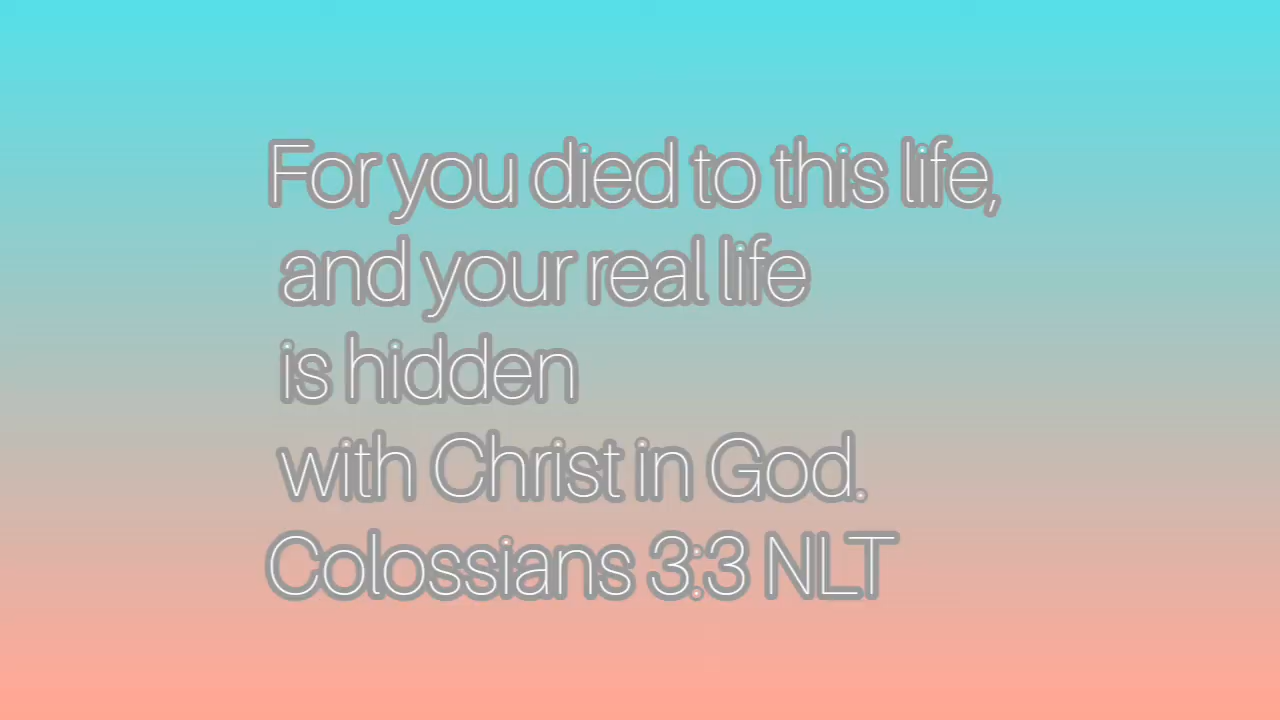 For you died to this life,
and your real life
is hidden
with Christ in God.
Colossians 3:3 NLT